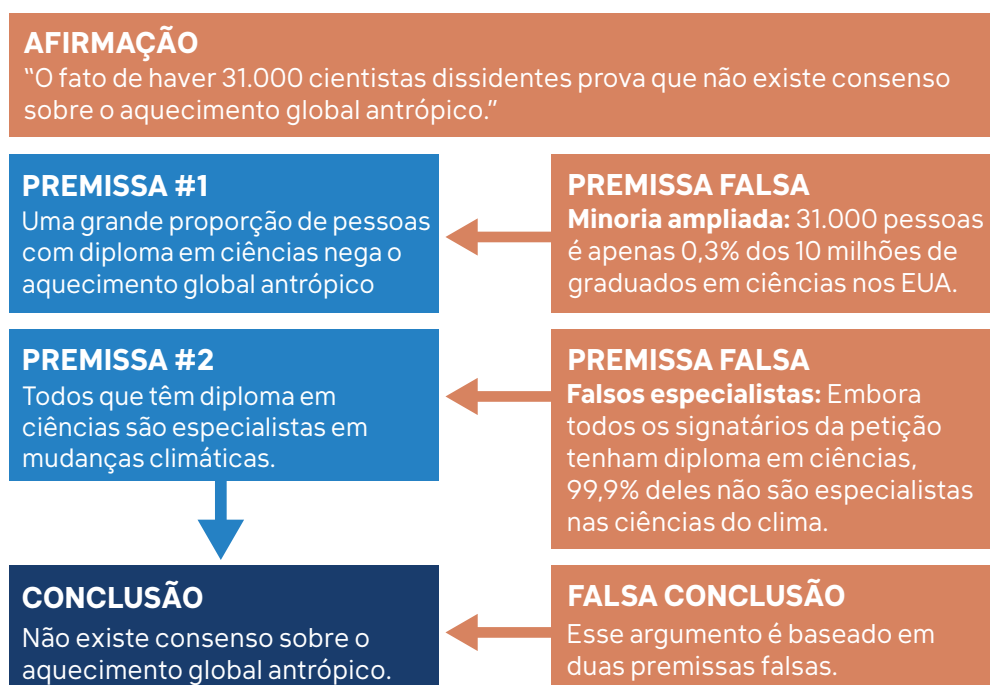 AFIRMAÇÃO
"O fato de haver 31.000 cientistas dissidentes prova que não existe consenso
sobre o aquecimento global antrópico."
PREMISSA #1
Uma grande proporção de pessoas
com diploma em ciências nega o
aquecimento global antrópico
PREMISSA FALSA
Minoria ampliada: 31.000 pessoas
é apenas 0,3% dos 10 milhões de
graduados em ciências nos EUA.
PREMISSA #2
Todos que têm diploma em
ciências são especialistas em
mudanças climáticas.
PREMISSA FALSA
Falsos especialistas: Embora
todos os signatários da petição
tenham diploma em ciências,
99,9% deles não são especialistas
nas ciências do clima.
CONCLUSÃO
Não existe consenso sobre o
aquecimento global antrópico.
FALSA CONCLUSÃO
Esse argumento é baseado em
duas premissas falsas.